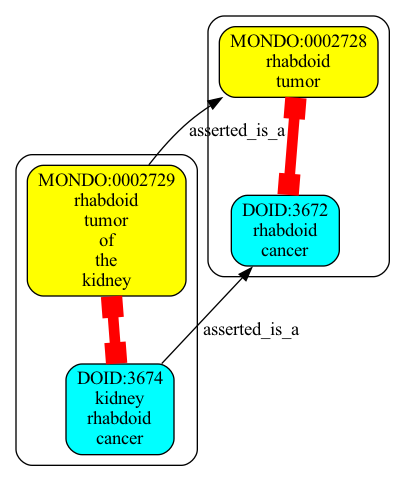 MONDO:0002728
rhabdoid
tumor
asserted_is_a
MONDO:0002729
rhabdoid
tumor
of
the
kidney
DOID:3672
rhabdoid
cancer
asserted_is_a
DOID:3674
kidney
rhabdoid
cancer